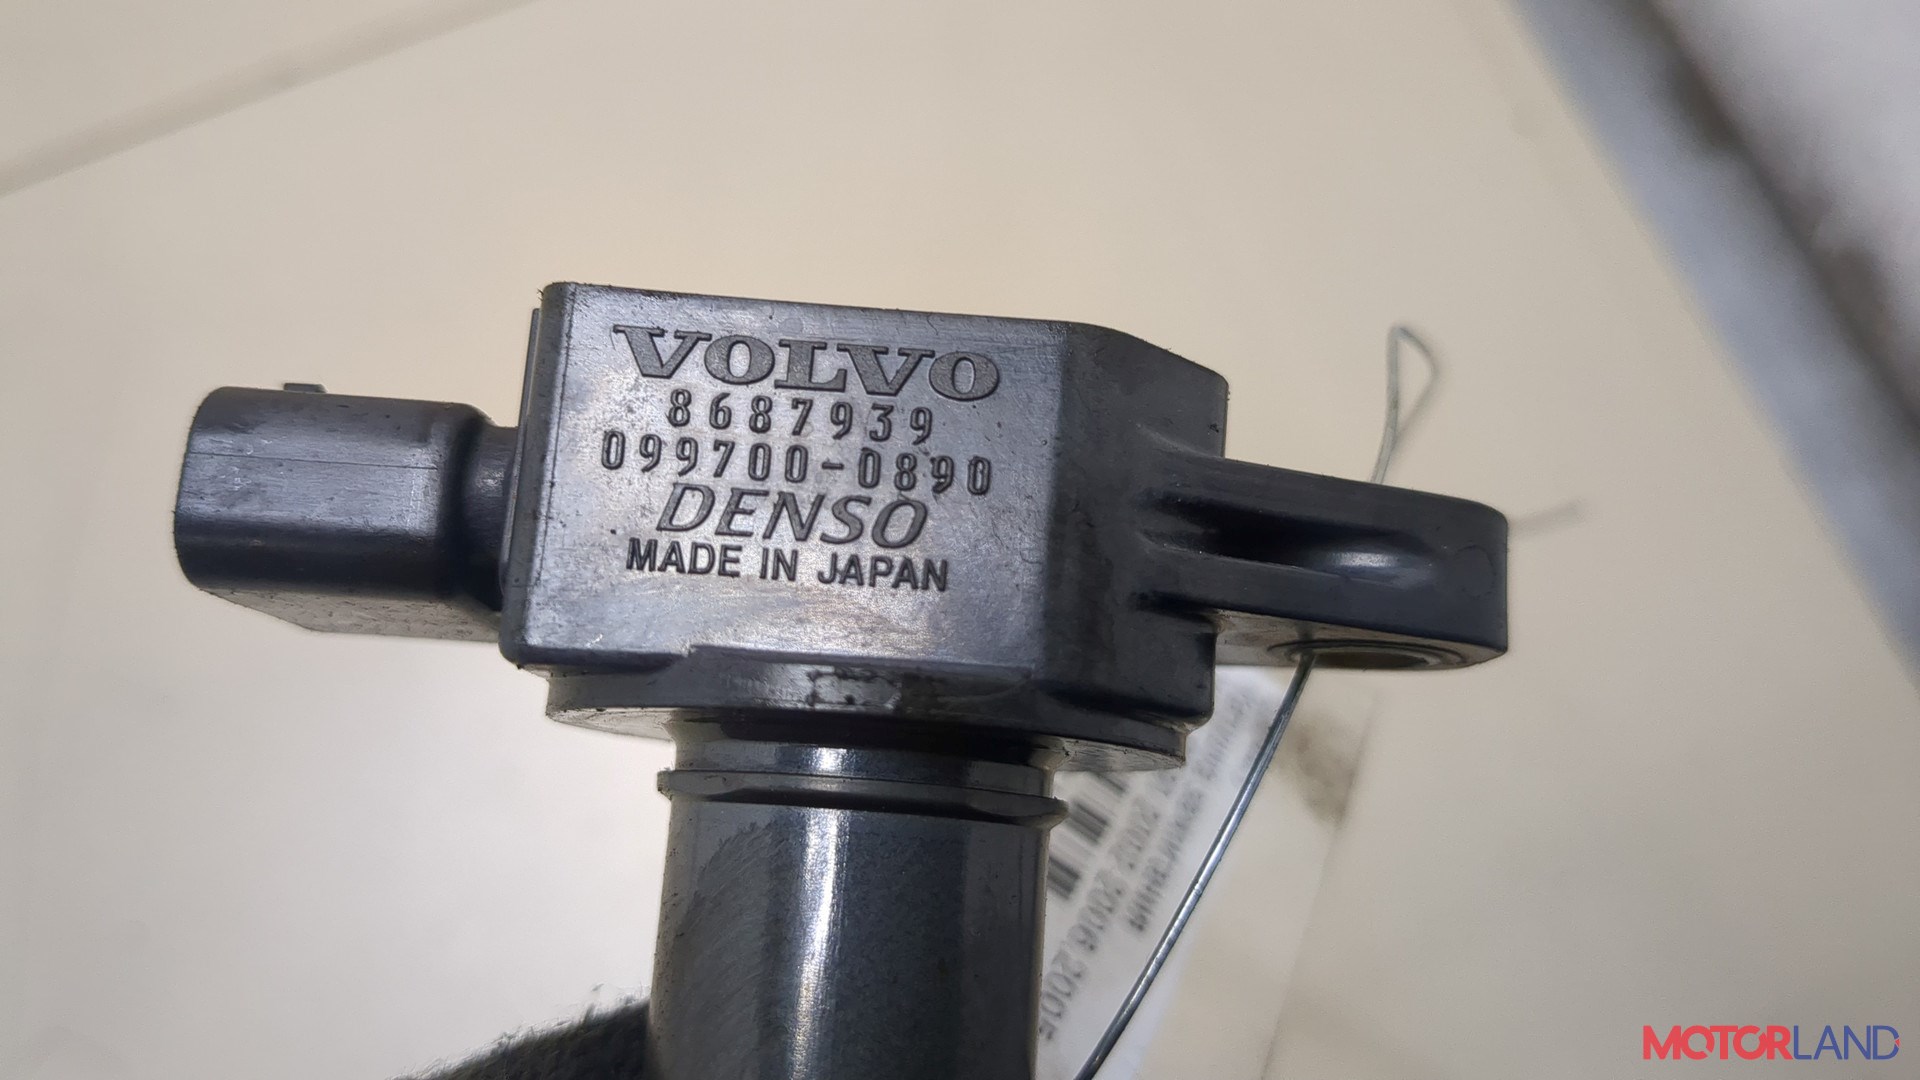 VOLVO
8687939
099700-0890
DENSO
MADE IN JAPAN
MOTORLAND